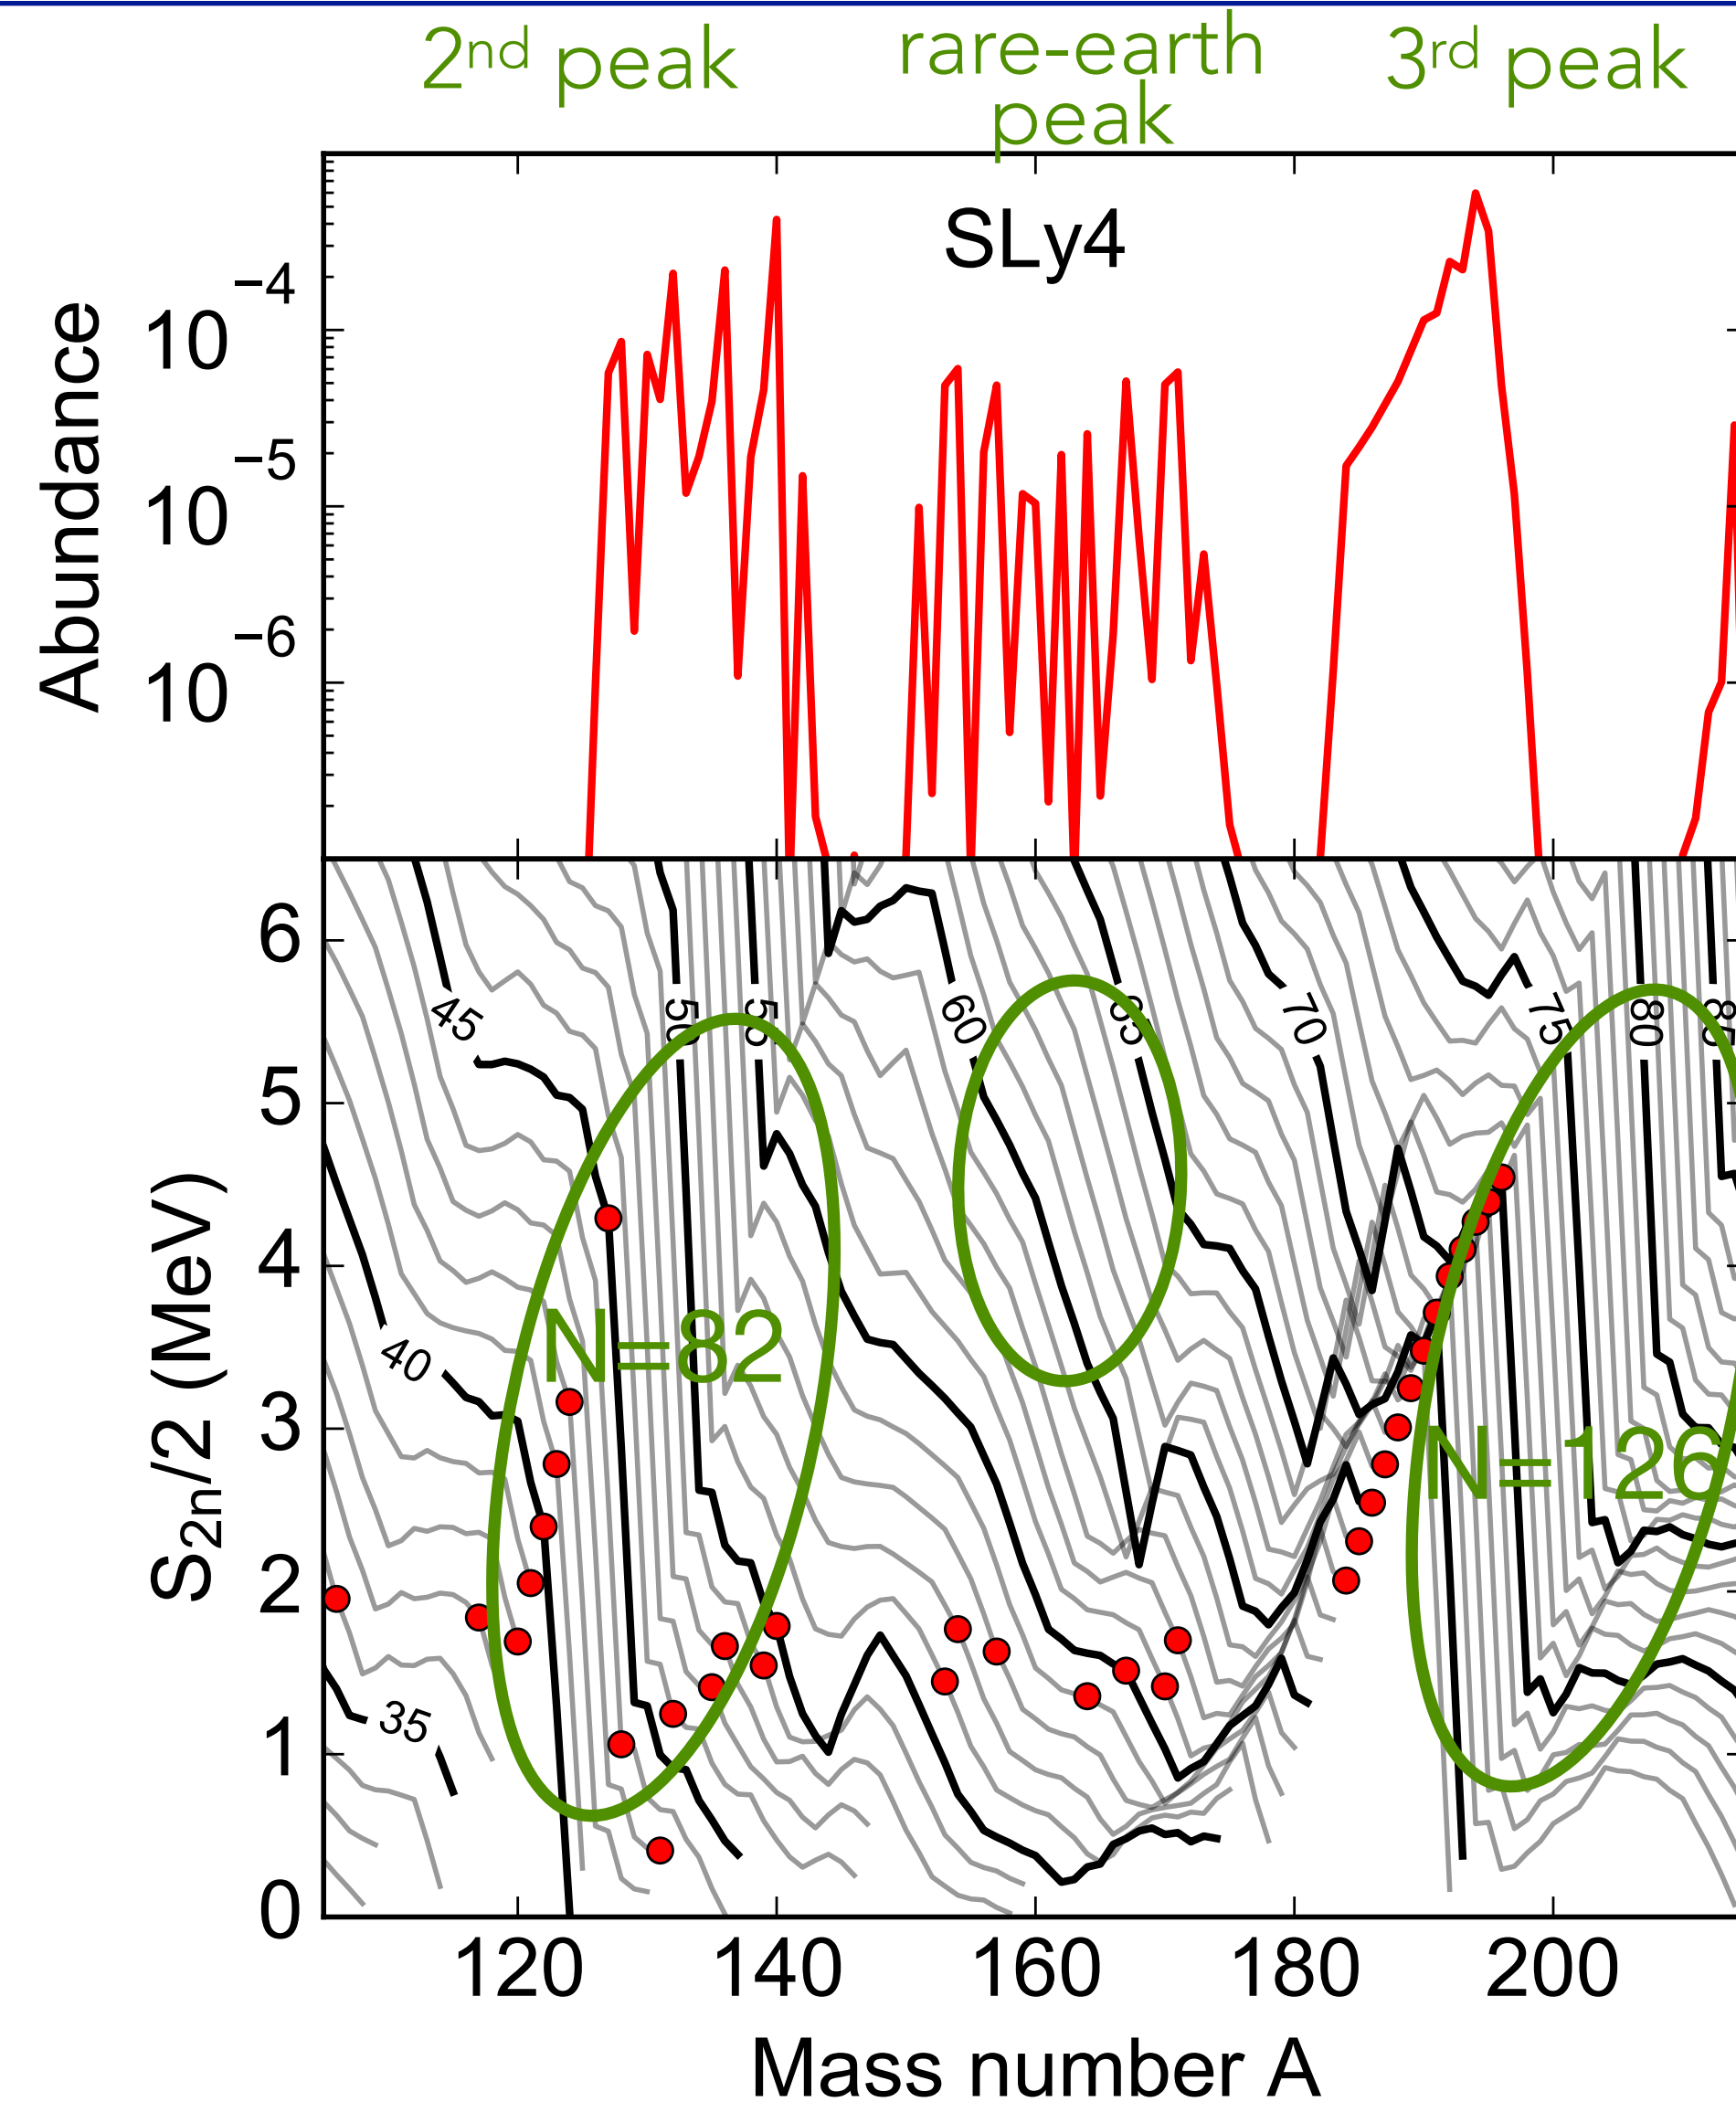 2nd peak
rare-earth
peak
3rd peak
SLy4
Abundance
10−4
10−5
10−6
S2n/2 (MeV)
6
5
4
3
2
1
0
45
50
55
60
65
70
75
80
85
40
35
N=82
N=126
120
140
160
180
200
Mass number A